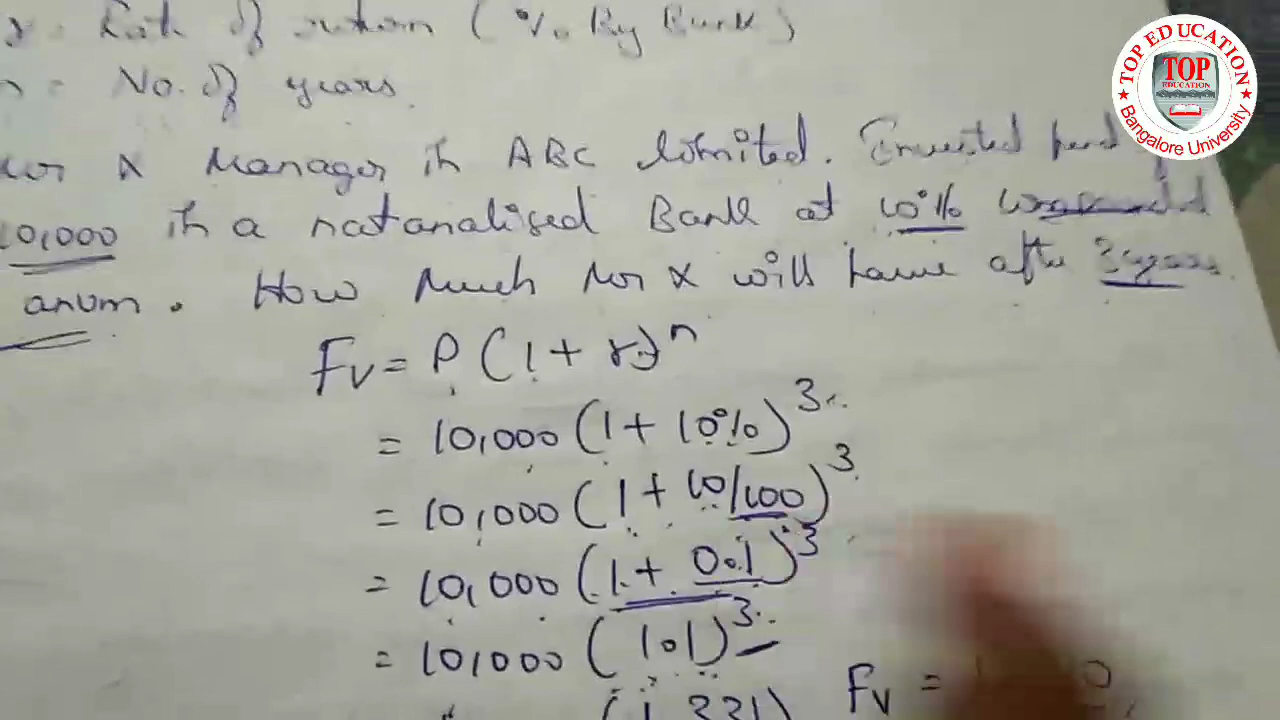 TOP EDUCATION
TOP
EDUCATION
Bangalore University
r = Rate of return (% By Bank)
n = No. of years
X Manager in ABC limited. Invested
10,000 in a natanalised Bank at 10%
anum. How Much Mr X will have after 3 years.
Fv = P (1 + r)ⁿ
= 10,000 (1 + 10%)³
= 10,000 (1 + 10/100)³
= 10,000 (1 + 0.1)³
= 10,000 (1.1)³
(1.331)
Fv =